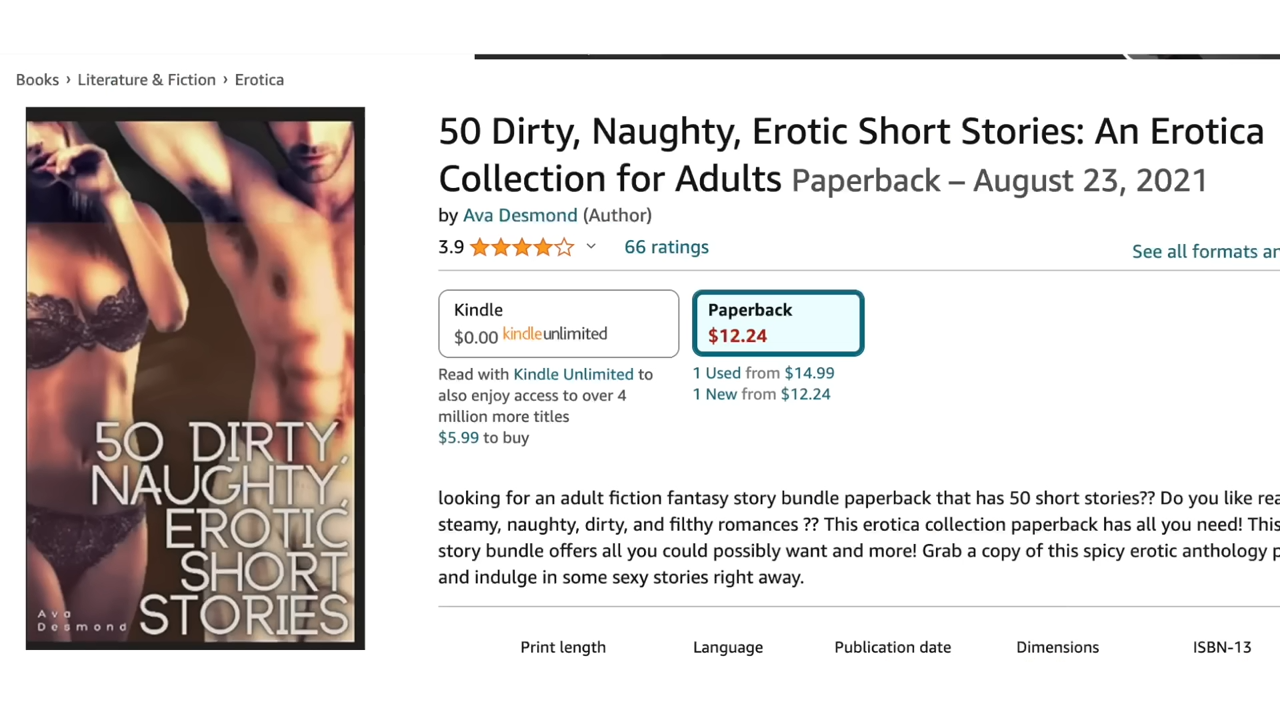 Books › Literature & Fiction › Erotica
50 DIRTY,
NAUGHTY,
EROTIC
SHORT
STORIES
Ava
Desmond
50 Dirty, Naughty, Erotic Short Stories: An Erotica
Collection for Adults Paperback – August 23, 2021
by Ava Desmond (Author)
3.9 66 ratings
See all formats
Kindle
$0.00 kindleunlimited
Paperback
$12.24
Read with Kindle Unlimited to
also enjoy access to over 4
million more titles
$5.99 to buy
1 Used from $14.99
1 New from $12.24
looking for an adult fiction fantasy story bundle paperback that has 50 short stories?? Do you like
steamy, naughty, dirty, and filthy romances ?? This erotica collection paperback has all you need! This
story bundle offers all you could possibly want and more! Grab a copy of this spicy erotic anthology
and indulge in some sexy stories right away.
Print length
Language
Publication date
Dimensions
ISBN-13